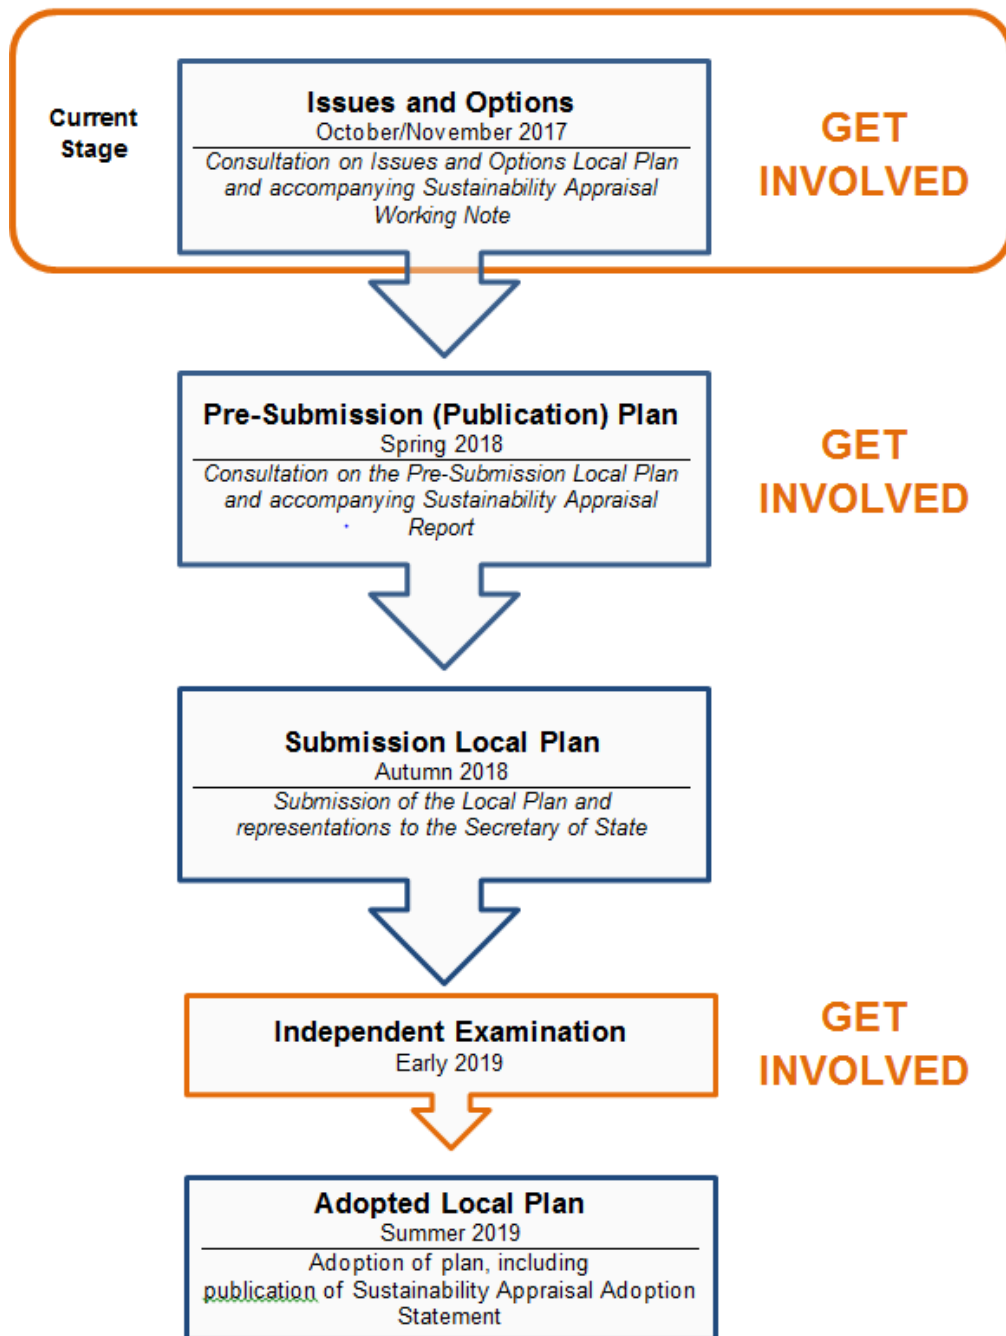 Current
Stage
Issues and Options
October/November 2017
Consultation on Issues and Options Local Plan
and accompanying Sustainability Appraisal
Working Note
GET
INVOLVED
Pre-Submission (Publication) Plan
Spring 2018
Consultation on the Pre-Submission Local Plan
and accompanying Sustainability Appraisal
Report
GET
INVOLVED
Submission Local Plan
Autumn 2018
Submission of the Local Plan and
representations to the Secretary of State
Independent Examination
Early 2019
GET
INVOLVED
Adopted Local Plan
Summer 2019
Adoption of plan, including
publication of Sustainability Appraisal Adoption
Statement